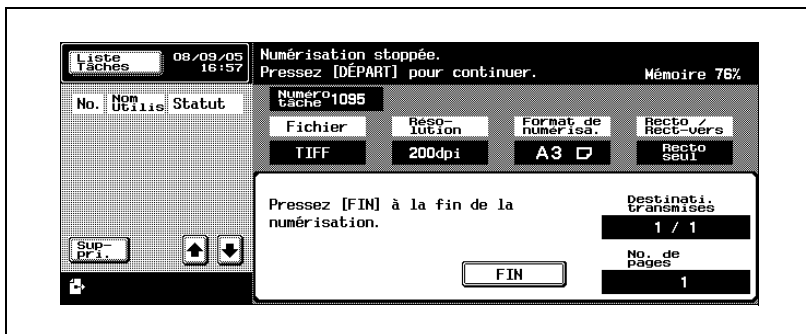 Liste
Tâches
08/09/05
16:57
Numérisation stoppée.
Pressez [DÉPART] pour continuer.
Mémoire 76%
No. Nom Utilis Statut
Numéro tâche 1095
Fichier
Réso-
lution
Format de
numérisa.
Recto /
Rect-vers
TIFF
200dpi
A3
Recto
seul
Pressez [FIN] à la fin de la
numérisation.
Destinati.
transmises
1 / 1
No. de
pages
1
FIN
Sup-
pri.